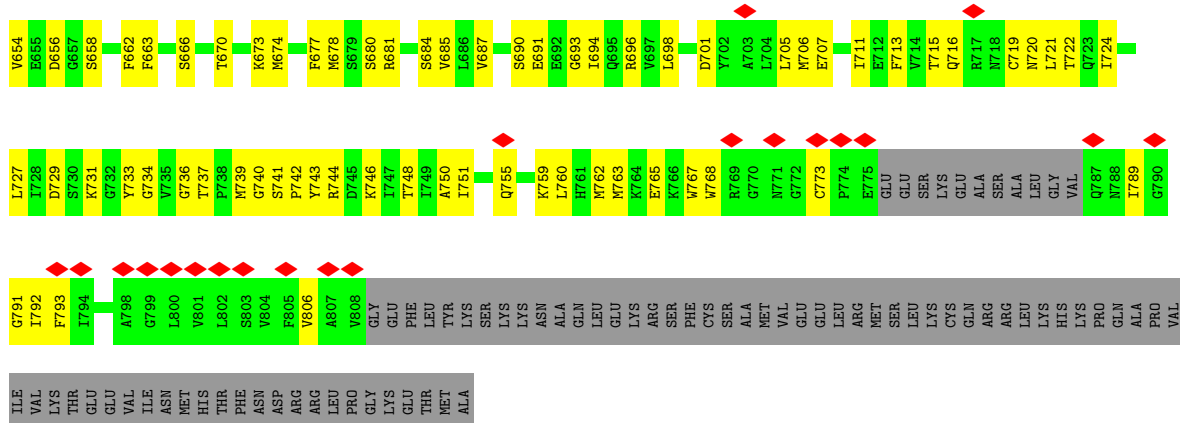 V654 E655 D656 G657 S658 F662 F663 S666 T670 K673 M674 F677 M678 S679 S680 R681 S684 V685 L686 V687 S690 E691 E692 G693 I694 Q695 R696 V697 L698 D701 Y702 A703 L704 L705 M706 E707 I711 E712 F713 V714 T715 Q716 R717 N718 C719 N720 L721 T722 Q723 I724
L727 I728 D729 S730 K731 G732 Y733 G734 V735 G736 T737 P738 M739 G740 S741 P742 Y743 R744 D745 K746 I747 T748 I749 A750 I751 Q755 K759 L760 H761 M762 M763 K764 E765 K766 W767 W768 R769 G770 N771 G772 C773 P774 E775 GLU GLU SER LYS GLU ALA SER ALA LEU GLY VAL Q787 N788 I789 G790
G791 I792 F793 I794 A798 G799 L800 V801 L802 S803 V804 F805 V806 A807 V808 GLY GLU PHE LEU TYR LYS SER LYS LYS ASN ALA GLN LEU GLU LYS ARG SER PHE CYS SER ALA MET VAL GLU GLU LEU ARG MET SER LEU LYS CYS GLN ARG ARG LEU LYS HIS LYS PRO GLN ALA PRO VAL
ILE VAL LYS THR GLU GLU VAL ILE ASN MET HIS THR PHE ASN ASP ARG ARG LEU PRO GLY LYS GLU THR MET ALA